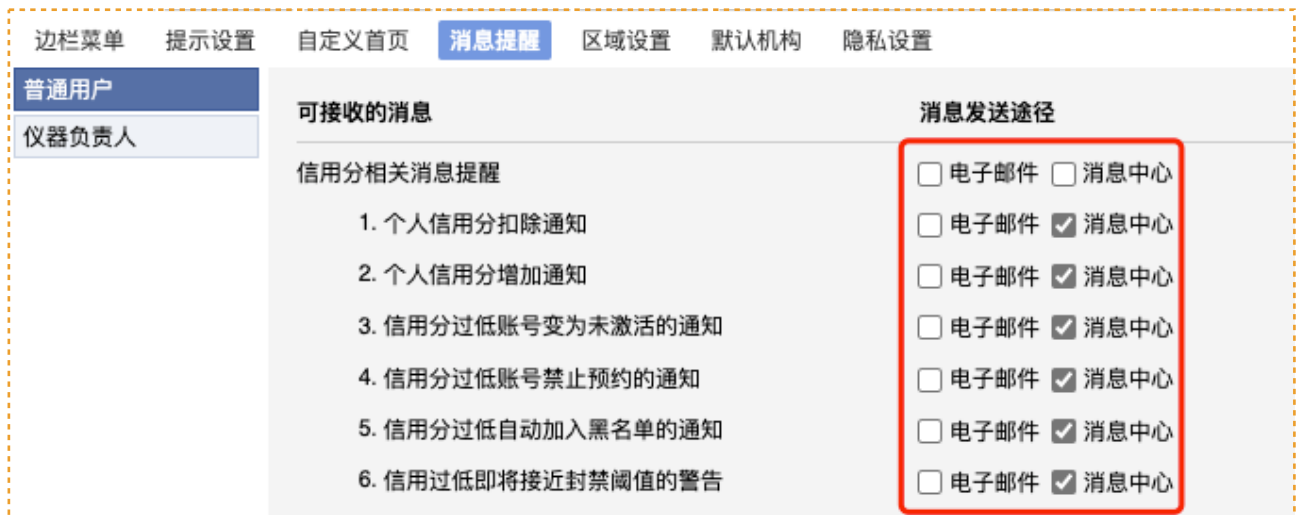 边栏菜单 提示设置 自定义首页 消息提醒 区域设置 默认机构 隐私设置
普通用户
仪器负责人
可接收的消息 消息发送途径
信用分相关消息提醒 电子邮件 消息中心
1. 个人信用分扣除通知 电子邮件 消息中心
2. 个人信用分增加通知 电子邮件 消息中心
3. 信用分过低账号变为未激活的通知 电子邮件 消息中心
4. 信用分过低账号禁止预约的通知 电子邮件 消息中心
5. 信用分过低自动加入黑名单的通知 电子邮件 消息中心
6. 信用过低即将接近封禁阈值的警告 电子邮件 消息中心